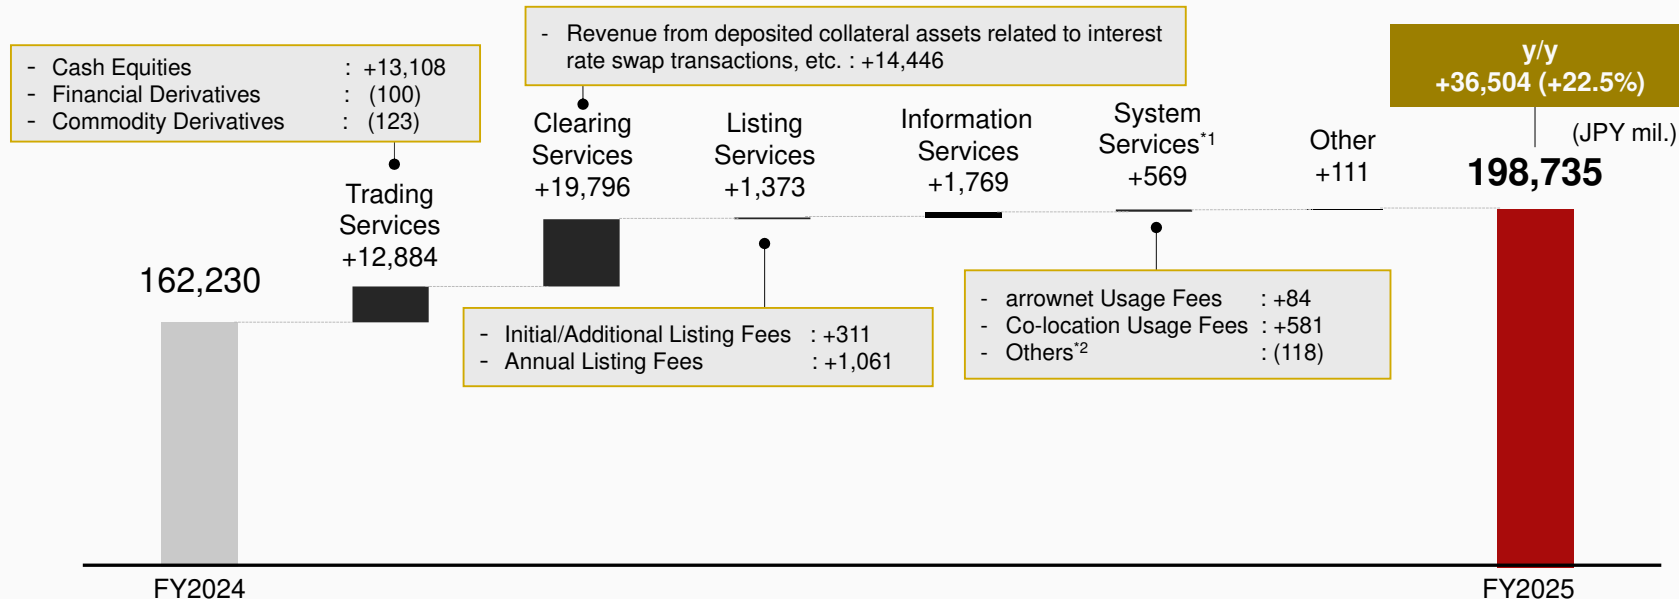 - Revenue from deposited collateral assets related to interest
rate swap transactions, etc. : +14,446
y/y
+36,504 (+22.5%)
- Cash Equities : +13,108
- Financial Derivatives : (100)
- Commodity Derivatives : (123)
(JPY mil.)
162,230
Trading
Services
+12,884
Clearing
Services
+19,796
Listing
Services
+1,373
Information
Services
+1,769
System
Services*1
+569
Other
+111
198,735
- Initial/Additional Listing Fees : +311
- Annual Listing Fees : +1,061
- arrownet Usage Fees : +84
- Co-location Usage Fees : +581
- Others*2 : (118)
FY2024
FY2025